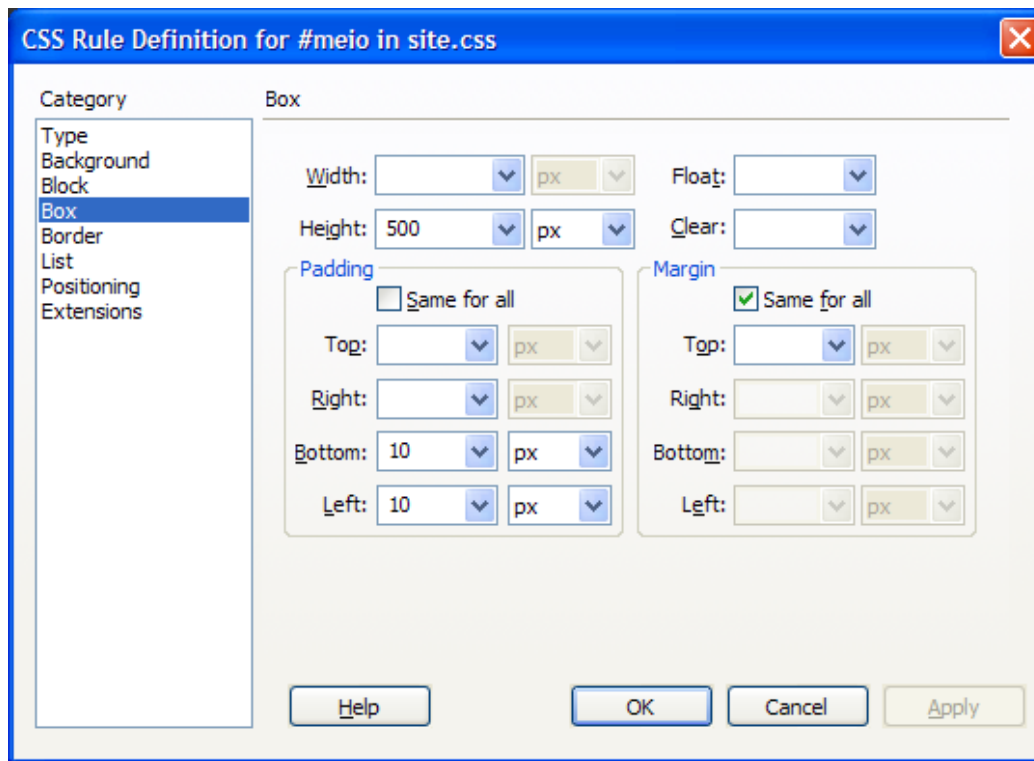 CSS Rule Definition for #meio in site.css
Category
Type
Background
Block
Box
Border
List
Positioning
Extensions
Box
Width: px Float:
Height: 500 px Clear:
Padding
Same for all
Top: px
Right: px
Bottom: 10 px
Left: 10 px
Margin
Same for all
Top: px
Right: px
Bottom: px
Left: px
Help OK Cancel Apply